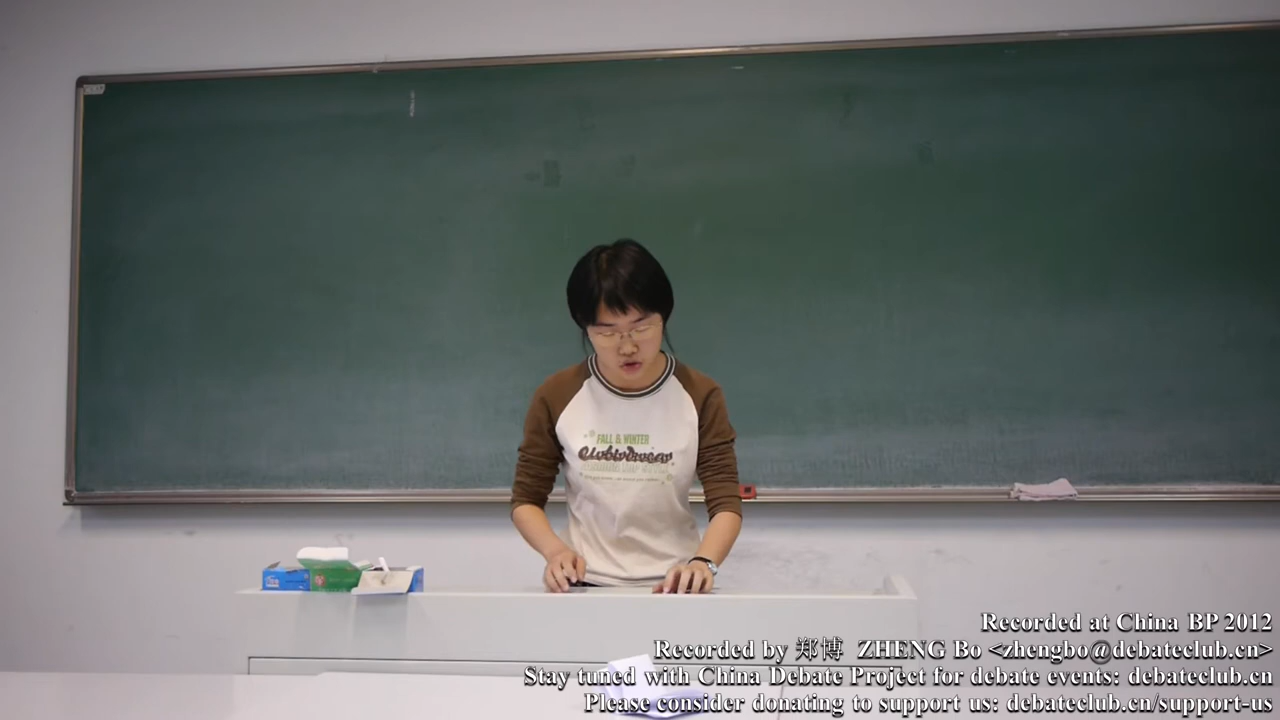 FALL & WINTER
Recorded at China BP 2012
Recorded by 郑博 ZHENG Bo <zhengbo@debateclub.cn>
Stay tuned with China Debate Project for debate events: debateclub.cn
Please consider donating to support us: debateclub.cn/support-us